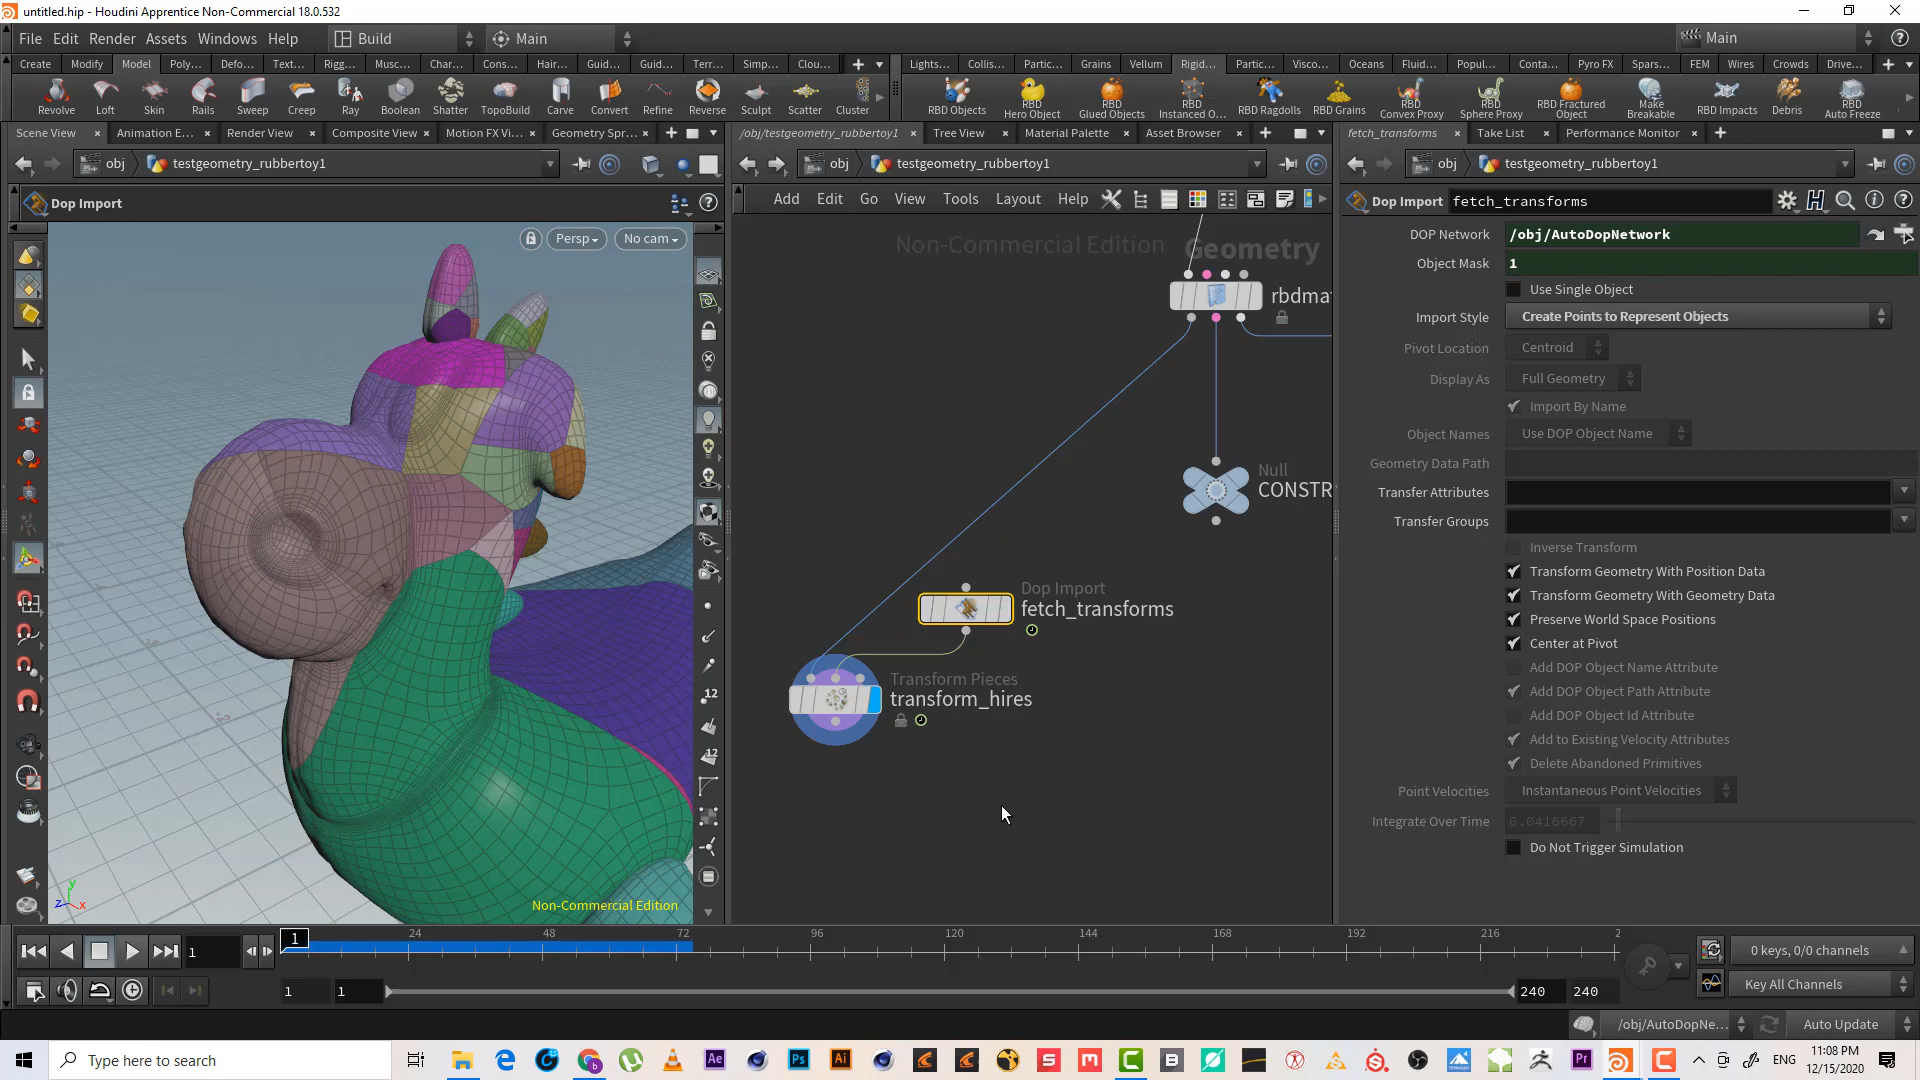 untitled.hip - Houdini Apprentice Non-Commercial 18.0.532
File Edit Render Assets Windows Help Build Main Main
Create Modify Model Poly... Defo... Text... Rigg... Musc... Char... Cons... Hair... Guid... Guid... Terr... Simp... Clou... Lights... Collis... Partic... Grains Vellum Rigid... Partic... Visco... Oceans Fluid... Popul... Conta... Pyro FX Spars... FEM Wires Crowds Drive...
Revolve Loft Skin Rails Sweep Creep Ray Boolean Shatter TopoBuild Carve Convert Refine Reverse Sculpt Scatter Cluster
RBD Objects
RBD Hero Object
RBD Glued Objects
RBD Instanced O...
RBD Ragdolls
RBD Grains
RBD Convex Proxy
RBD Sphere Proxy
RBD Fractured Object
Make Breakable
RBD Impacts
Debris
RBD Auto Freeze
Scene View Animation E... Render View Composite View Motion FX Vi... Geometry Spr... /obj/testgeometry_rubbertoy1 Tree View Material Palette Asset Browser fetch_transforms Take List Performance Monitor
obj testgeometry_rubbertoy1 obj testgeometry_rubbertoy1 obj testgeometry_rubbertoy1
Dop Import
Persp No cam
12
12
Non-Commercial Edition
y
z x
Add Edit Go View Tools Layout Help
Non-Commercial Edition Geometry
rbdma
Null
CONSTR
Dop Import
fetch_transforms
Transform Pieces
transform_hires
Dop Import fetch_transforms
DOP Network /obj/AutoDopNetwork
Object Mask 1
Use Single Object
Import Style Create Points to Represent Objects
Pivot Location Centroid
Display As Full Geometry
Import By Name
Object Names Use DOP Object Name
Geometry Data Path
Transfer Attributes
Transfer Groups
Inverse Transform
Transform Geometry With Position Data
Transform Geometry With Geometry Data
Preserve World Space Positions
Center at Pivot
Add DOP Object Name Attribute
Add DOP Object Path Attribute
Add DOP Object Id Attribute
Add to Existing Velocity Attributes
Delete Abandoned Primitives
Point Velocities Instantaneous Point Velocities
Integrate Over Time 0.0416667
Do Not Trigger Simulation
1 1 24 48 72 96 120 144 168 192 216 2
0 keys, 0/0 channels
1 1 240 240 Key All Channels
/obj/AutoDopNe... Auto Update
Type here to search
Ae Ps Ai S M C B Pr C
ENG
11:08 PM
12/15/2020